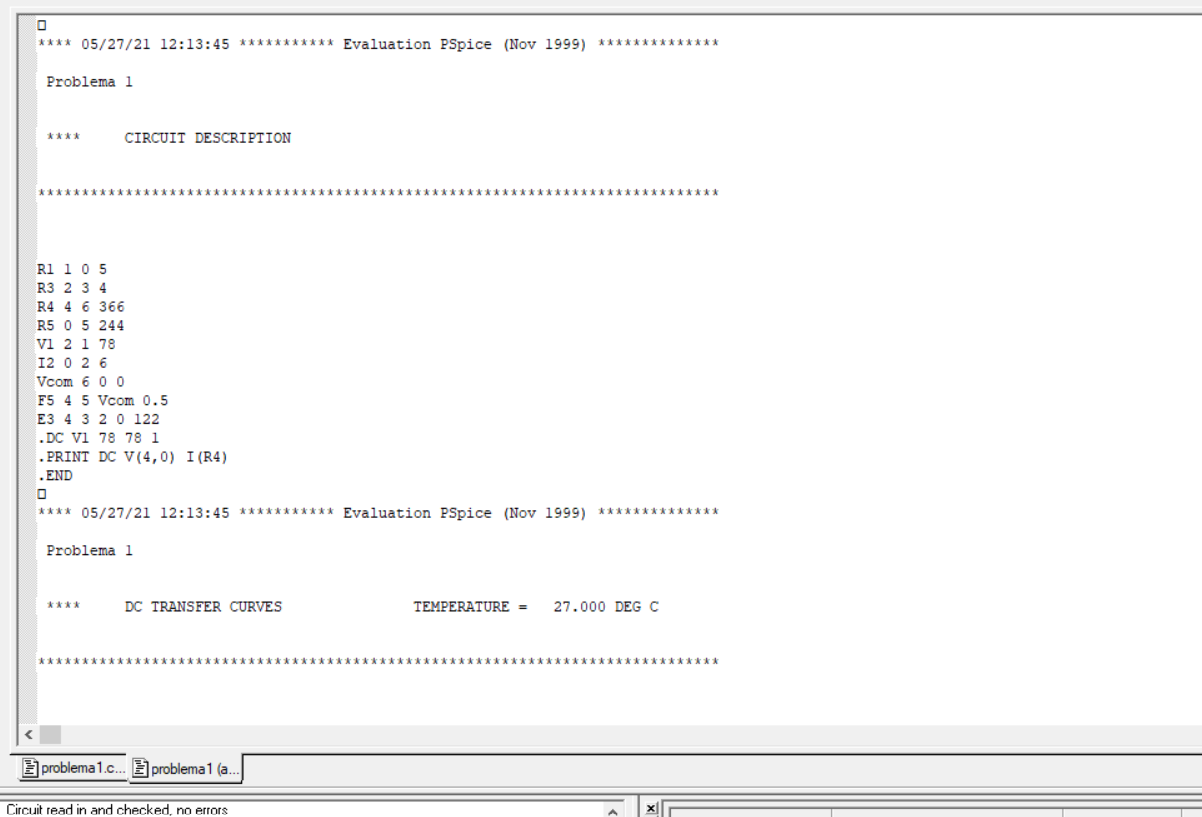 **** 05/27/21 12:13:45 *********** Evaluation PSpice (Nov 1999) **************
Problema 1
**** CIRCUIT DESCRIPTION
******************************************************************************
R1 1 0 5
R3 2 3 4
R4 4 6 366
R5 0 5 244
V1 2 1 78
I2 0 2 6
Vcom 6 0 0
F5 4 5 Vcom 0.5
E3 4 3 2 0 122
.DC V1 78 78 1
.PRINT DC V(4,0) I(R4)
.END
**** 05/27/21 12:13:45 *********** Evaluation PSpice (Nov 1999) **************
Problema 1
**** DC TRANSFER CURVES TEMPERATURE = 27.000 DEG C
******************************************************************************
problema1.c... problema1 (a...
Circuit read in and checked, no errors